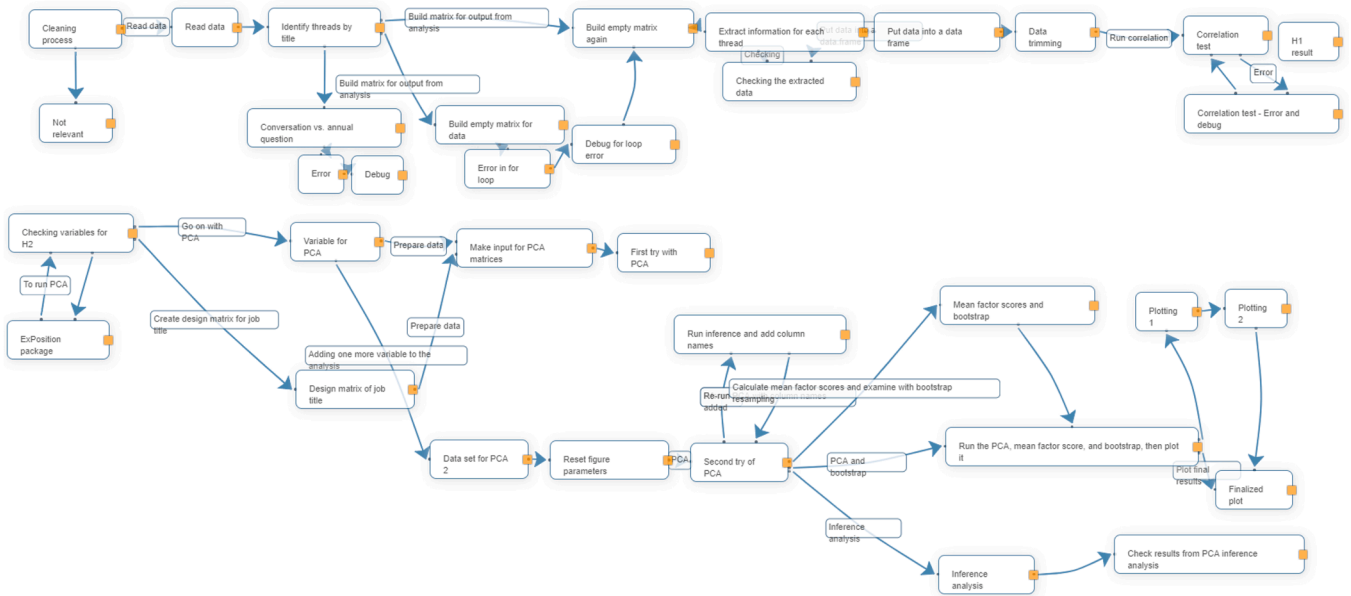 Cleaning
process
Read data
Read data
Identify threads by
title
Build matrix for output from
analysis
Build empty matrix
again
Extract information for each
thread
Put data into a
data frame
Put data into a data
frame
Data
trimming
Run correlation
Correlation
test
H1
result
Checking
Checking the extracted
data
Error
Correlation test - Error and
debug
Not
relevant
Build matrix for output from
analysis
Conversation vs. annual
question
Error
Debug
Build empty matrix for
data
Error in for
loop
Debug for loop
error
Checking variables for
H2
Go on with
PCA
Variable for
PCA
Prepare data
Make input for PCA
matrices
First try with
PCA
To run PCA
ExPosition
package
Create design matrix for job
title
Prepare data
Adding one more variable to the
analysis
Design matrix of job
title
Run inference and add column
names
Mean factor scores and
bootstrap
Plotting
1
Plotting
2
Re-run
added
Calculate mean factor scores and examine with bootstrap
resampling
Data set for PCA
2
Reset figure
parameters
PCA
Second try of
PCA
PCA and
bootstrap
Run the PCA, mean factor score, and bootstrap, then plot
it
Plot final
results
Finalized
plot
Inference
analysis
Inference
analysis
Check results from PCA inference
analysis